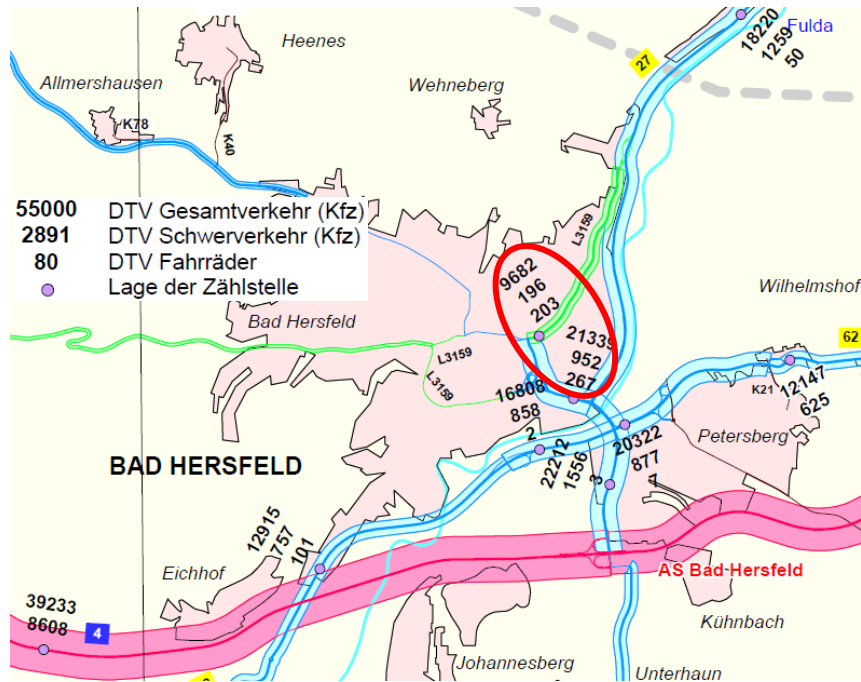 Heenes
18220
1259
50
Fulda
27
Allmershausen
Wehneberg
K78
K40
55000 DTV Gesamtverkehr (Kfz)
2891 DTV Schwerverkehr (Kfz)
80 DTV Fahrräder
Lage der Zählstelle
L3159
9682
196
203
Wilhelmshof
Bad Hersfeld
21339
952
267
62
L3159
L3159
16808
858
2
K21
12147
625
20322
877
Petersberg
BAD HERSFELD
22212
1556
3
12915
757
101
Eichhof
AS Bad-Hersfeld
39233
8608
4
Kühnbach
Johannesberg
Unterhaun